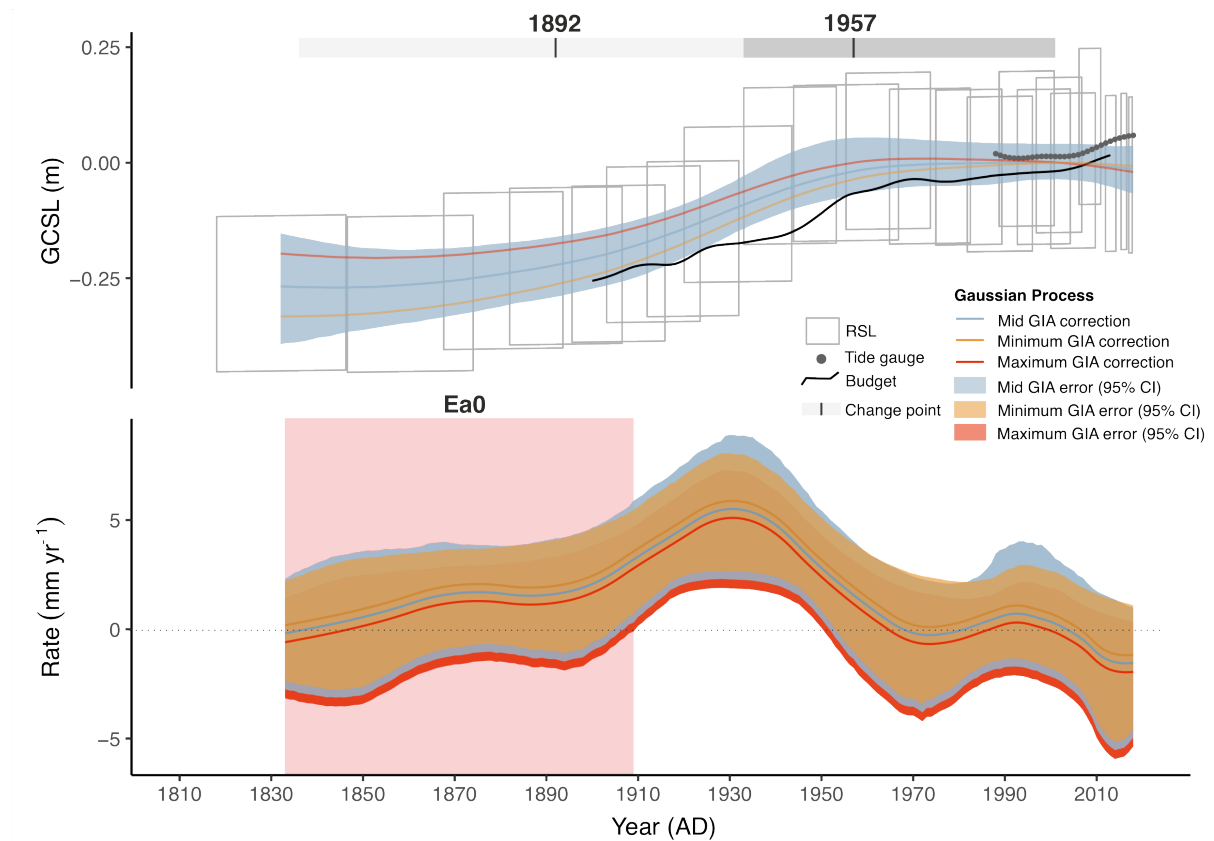 1892
1957
0.25
0.00
−0.25
GCSL (m)
Gaussian Process
Mid GIA correction
Minimum GIA correction
Maximum GIA correction
Mid GIA error (95% CI)
Minimum GIA error (95% CI)
Maximum GIA error (95% CI)
RSL
Tide gauge
Budget
Change point
Ea0
5
0
−5
Rate (mm yr⁻¹)
1810 1830 1850 1870 1890 1910 1930 1950 1970 1990 2010
Year (AD)